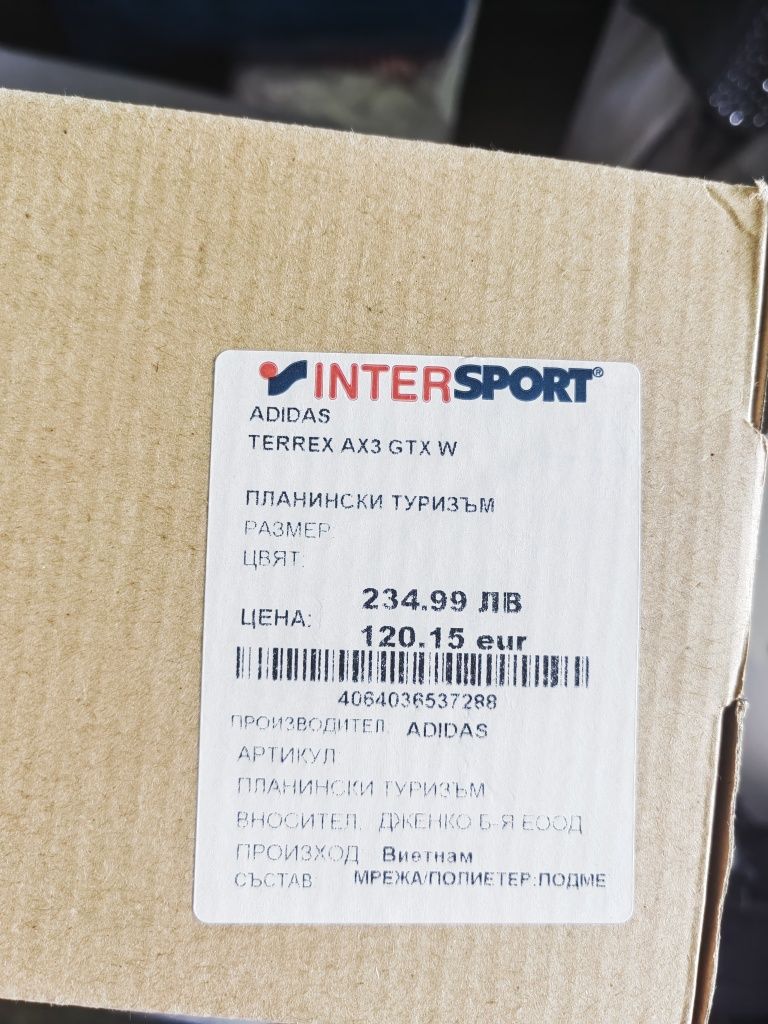 INTERSPORT®
ADIDAS
TERREX AX3 GTX W
ПЛАНИНСКИ ТУРИЗЪМ
РАЗМЕР:
ЦВЯТ:
ЦЕНА: 234.99 ЛВ
120.15 eur
4064036537288
ПРОИЗВОДИТЕЛ: ADIDAS
АРТИКУЛ:
ПЛАНИНСКИ ТУРИЗЪМ
ВНОСИТЕЛ: ДЖЕНКО Б-Я ЕООД
ПРОИЗХОД Виетнам
СЪСТАВ: МРЕЖА/ПОЛИЕТЕР:ПОДМЕ